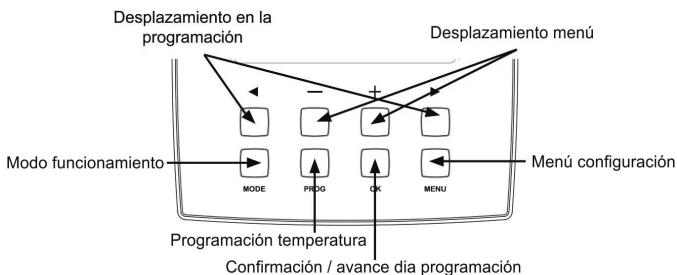 Desplazamiento en la
programación
Desplazamiento menú
◄ − + ►
Modo funcionamiento
Menú configuración
MODE PROG OK MENU
Programación temperatura
Confirmación / avance dia programación